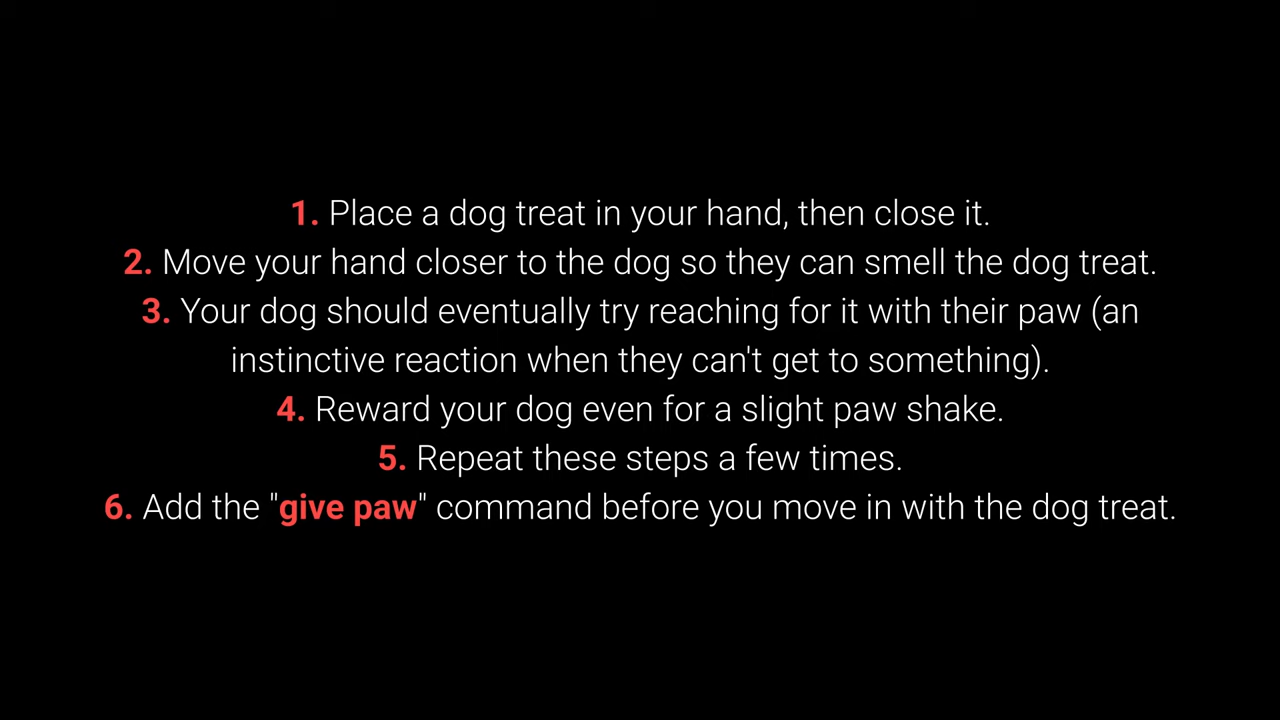 1. Place a dog treat in your hand, then close it.
2. Move your hand closer to the dog so they can smell the dog treat.
3. Your dog should eventually try reaching for it with their paw (an
instinctive reaction when they can't get to something).
4. Reward your dog even for a slight paw shake.
5. Repeat these steps a few times.
6. Add the "give paw" command before you move in with the dog treat.